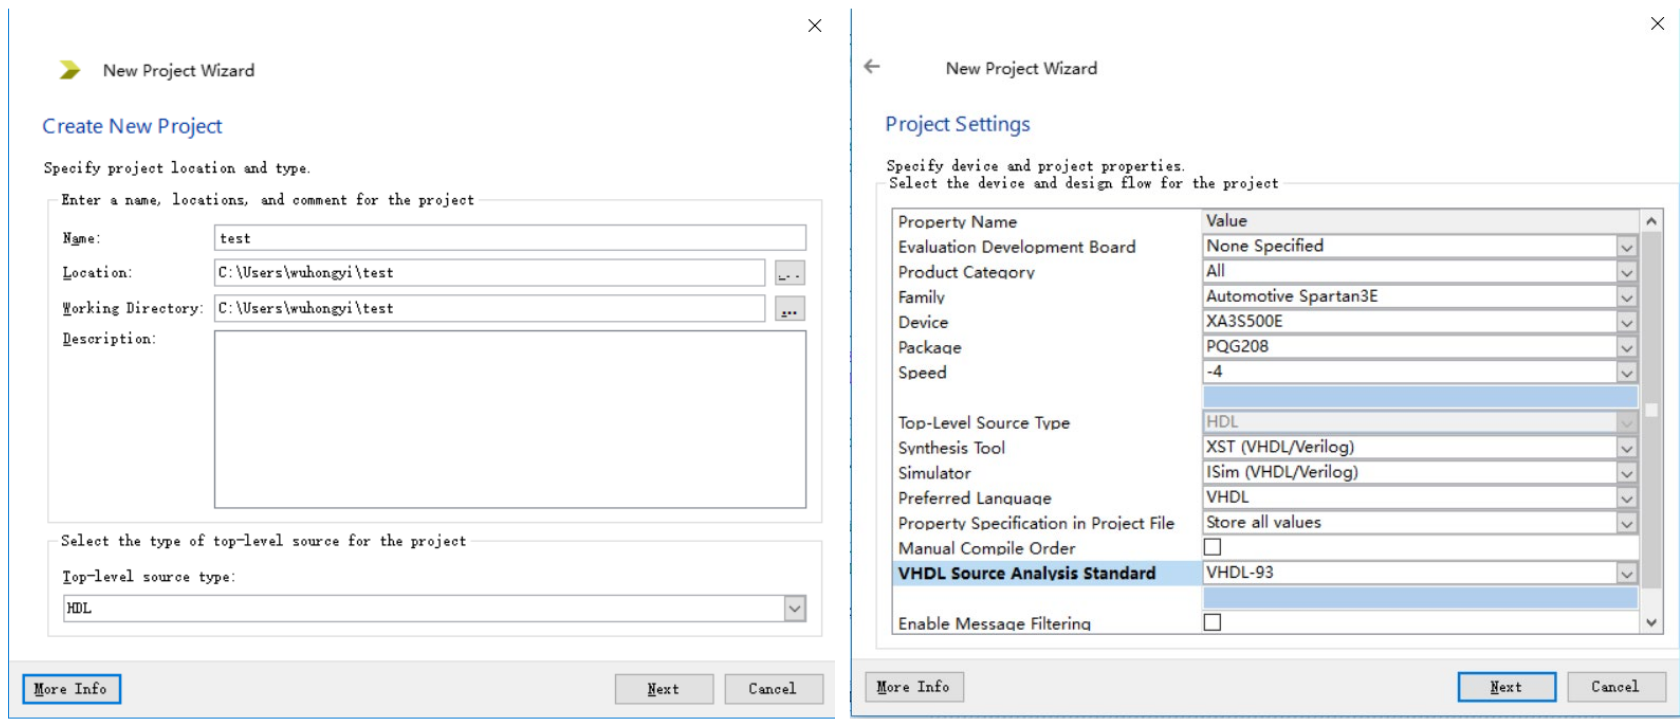 New Project Wizard
Create New Project
Specify project location and type.
Enter a name, locations, and comment for the project
Name: test
Location: C:\Users\wuhongyi\test ...
Working Directory: C:\Users\wuhongyi\test ...
Description:
Select the type of top-level source for the project
Top-level source type:
HDL
More Info Next Cancel
New Project Wizard
Project Settings
Specify device and project properties.
Select the device and design flow for the project
Property Name Value
Evaluation Development Board None Specified
Product Category All
Family Automotive Spartan3E
Device XA3S500E
Package PQG208
Speed -4
Top-Level Source Type HDL
Synthesis Tool XST (VHDL/Verilog)
Simulator ISim (VHDL/Verilog)
Preferred Language VHDL
Property Specification in Project File Store all values
Manual Compile Order
VHDL Source Analysis Standard VHDL-93
Enable Message Filtering
More Info Next Cancel